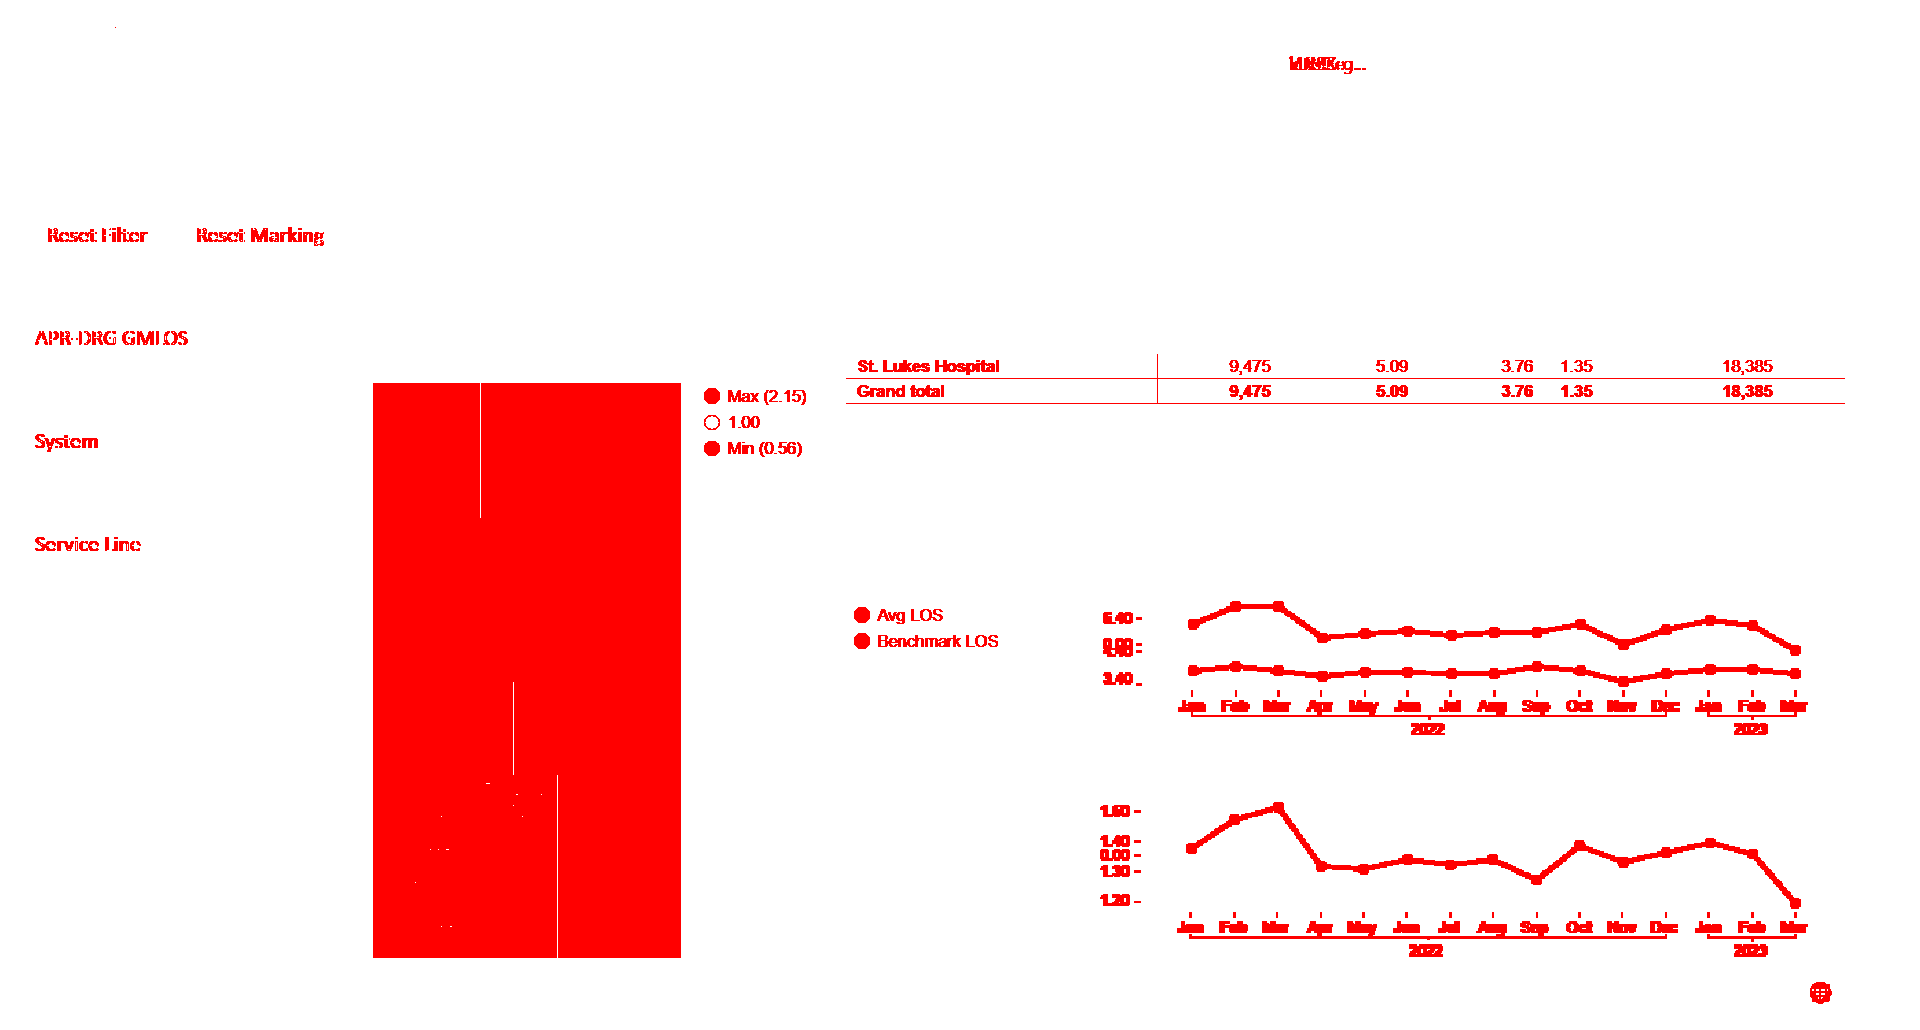 Reset Filter Reset Marking
APR-DRG GMLOS
St. Lukes Hospital 9,475 5.09 3.76 1.35 18,385
Grand total 9,475 5.09 3.76 1.35 18,385
Max (2.15)
1.00
Min (0.56)
System
Service Line
Avg LOS
Benchmark LOS
3.40
Jan Feb Mar Apr May Jun Jul Aug Sep Oct Nov Dec Jan Feb Mar
2022 2023
1.40
0.00
1.30
1.20
Jan Feb Mar Apr May Jun Jul Aug Sep Oct Nov Dec Jan Feb Mar
2022 2023